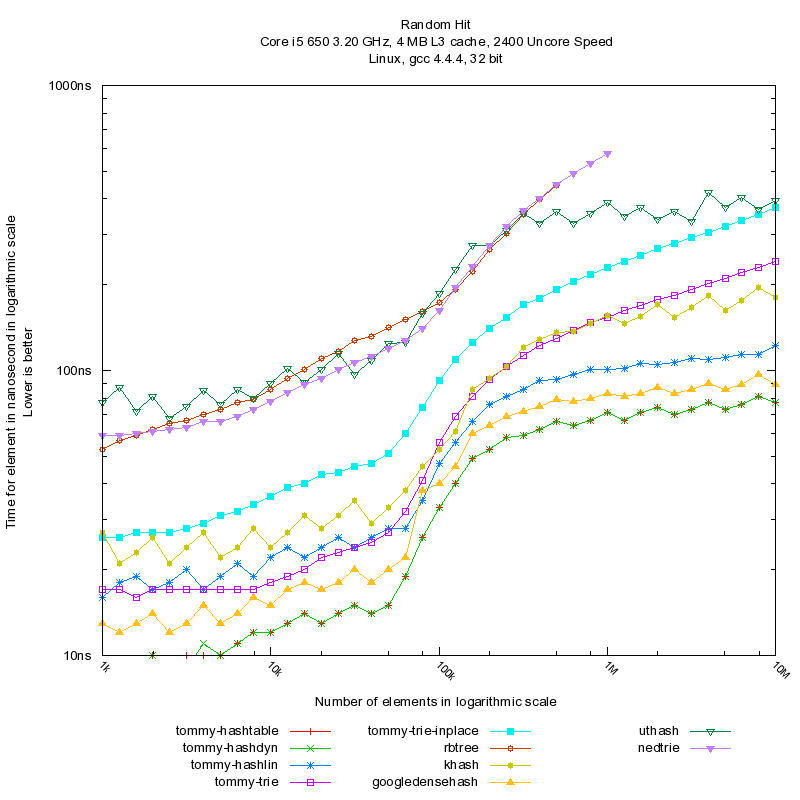 Random Hit
Core i5 650 3.20 GHz, 4 MB L3 cache, 2400 Uncore Speed
Linux, gcc 4.4.4, 32 bit
Time for element in nanosecond in logarithmic scale
Lower is better
1000ns
100ns
10ns
1k
10k
100k
1M
10M
Number of elements in logarithmic scale
tommy-hashtable
tommy-hashdyn
tommy-hashlin
tommy-trie
tommy-trie-inplace
rbtree
khash
googledensehash
uthash
nedtrie